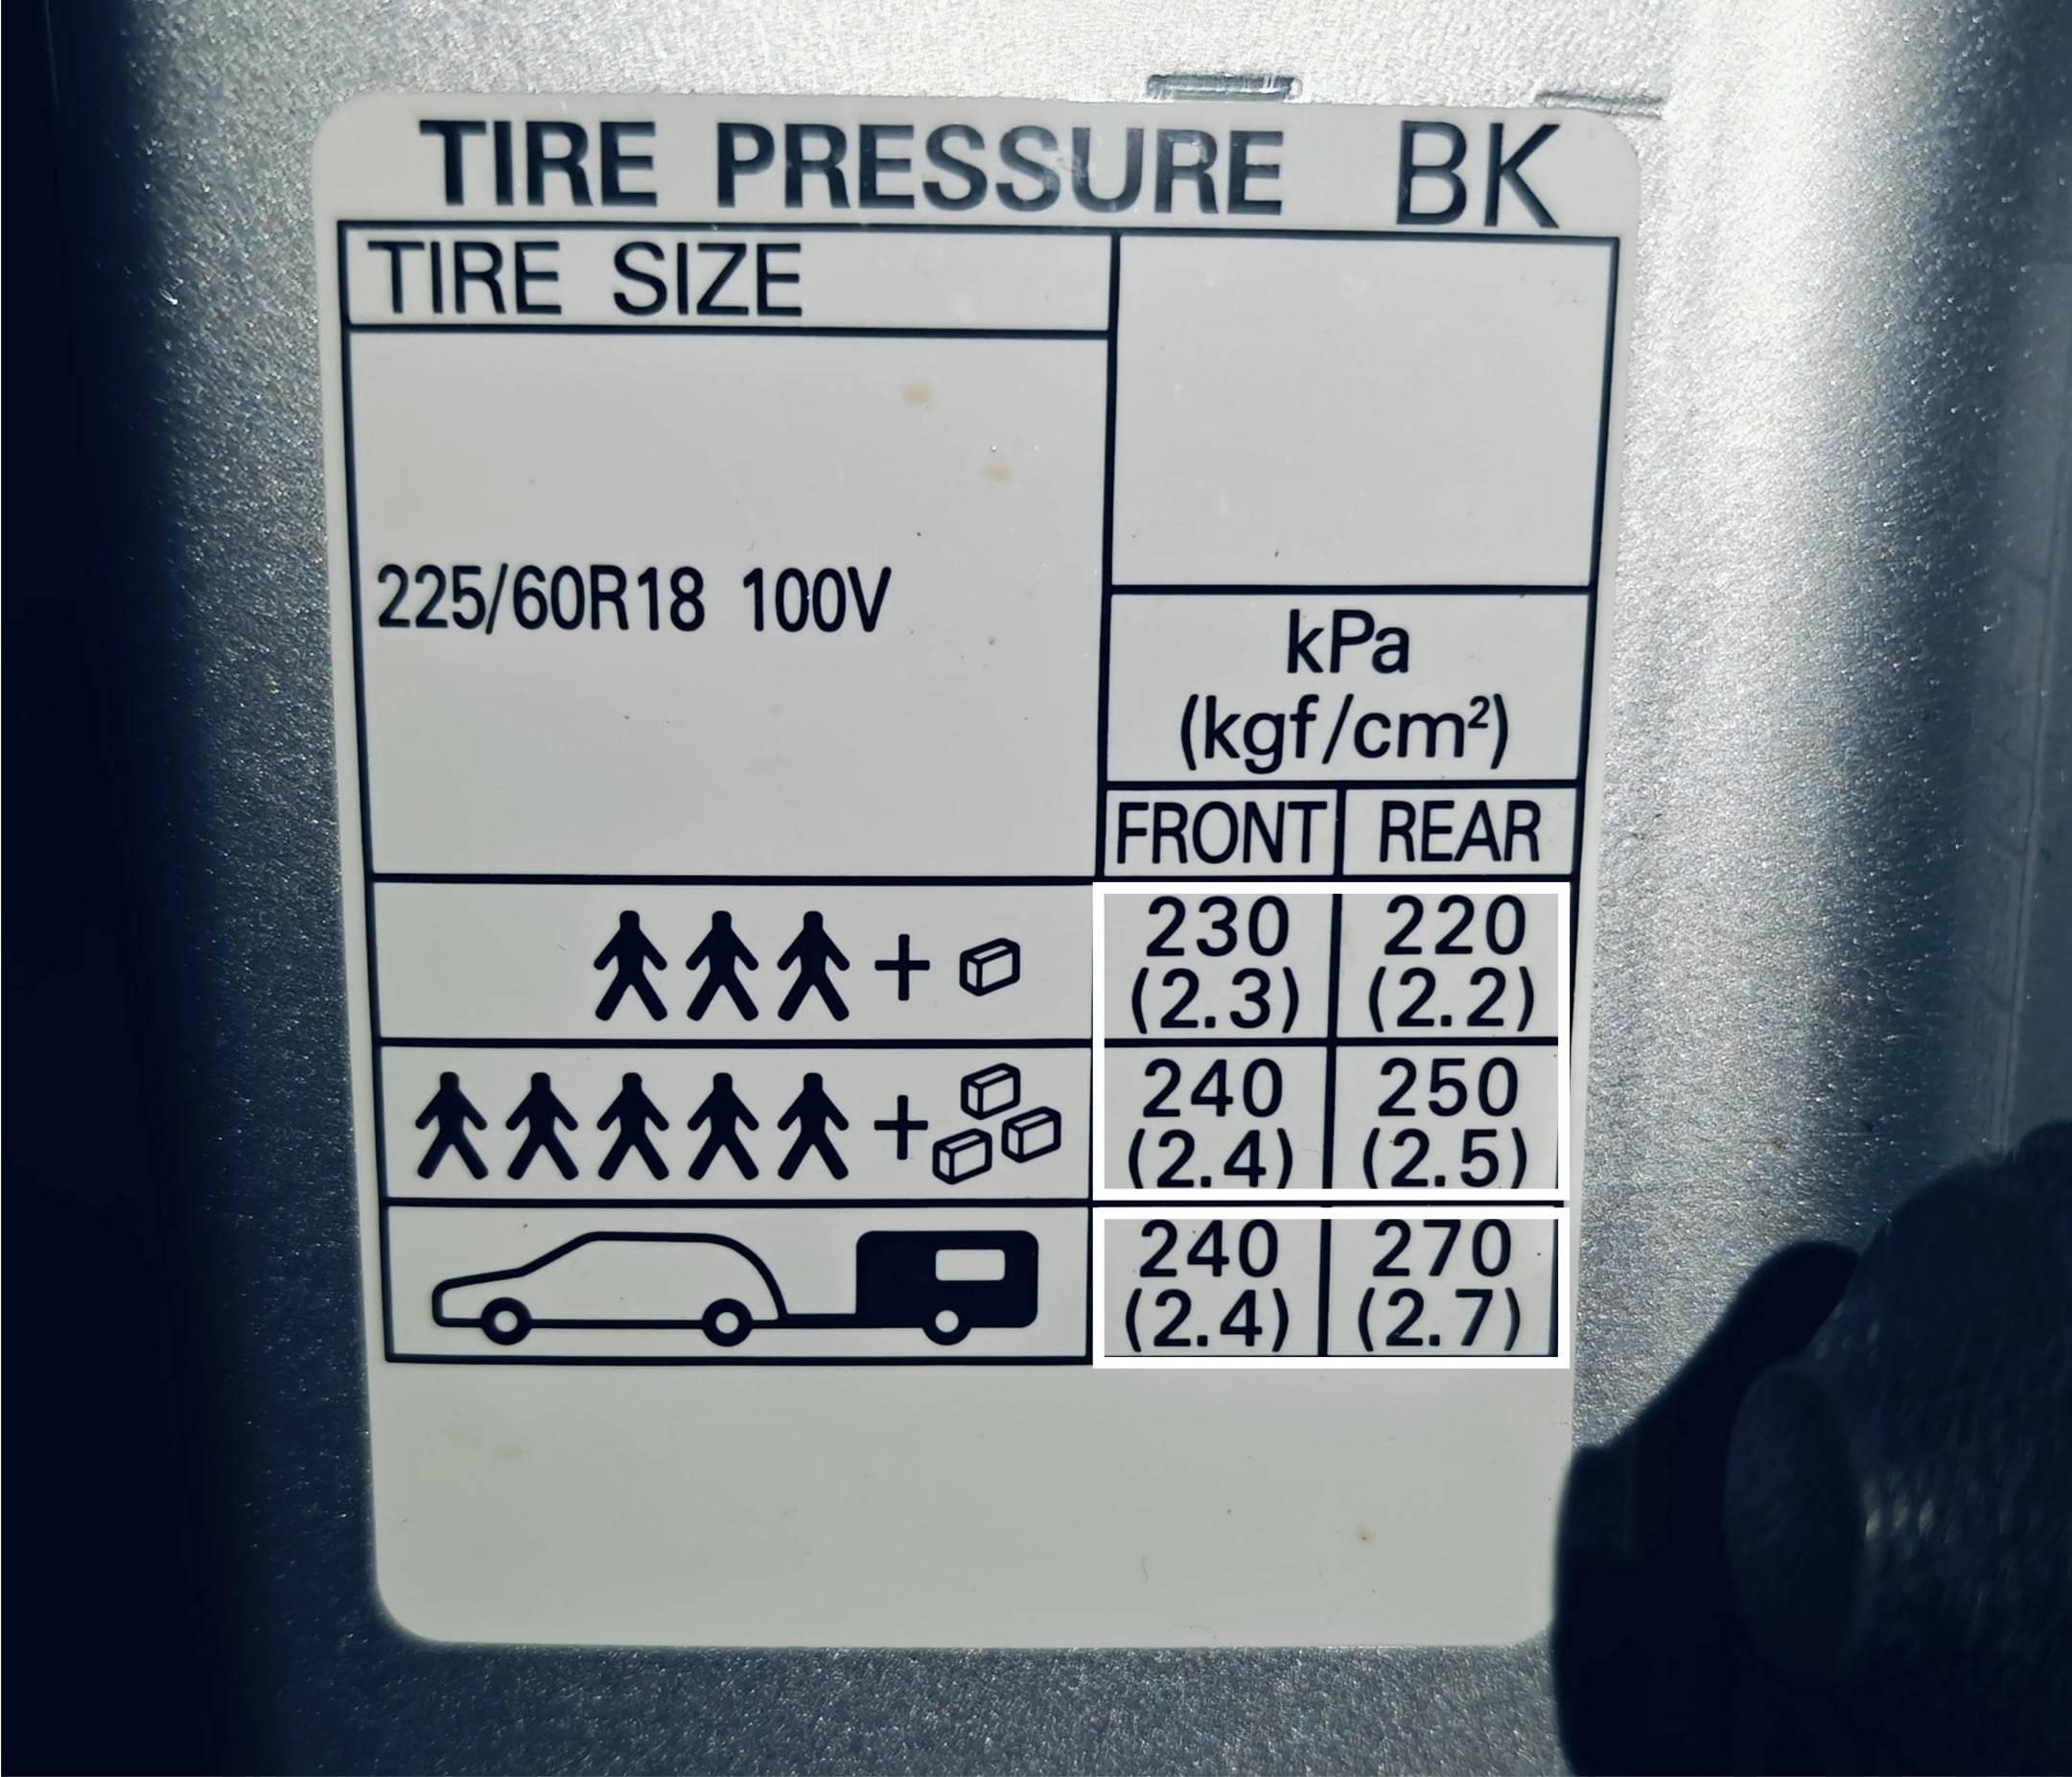 TIRE PRESSURE BK
TIRE SIZE
225/60R18 100V
kPa
(kgf/cm²)
FRONT REAR
230 220
(2.3) (2.2)
240 250
(2.4) (2.5)
240 270
(2.4) (2.7)